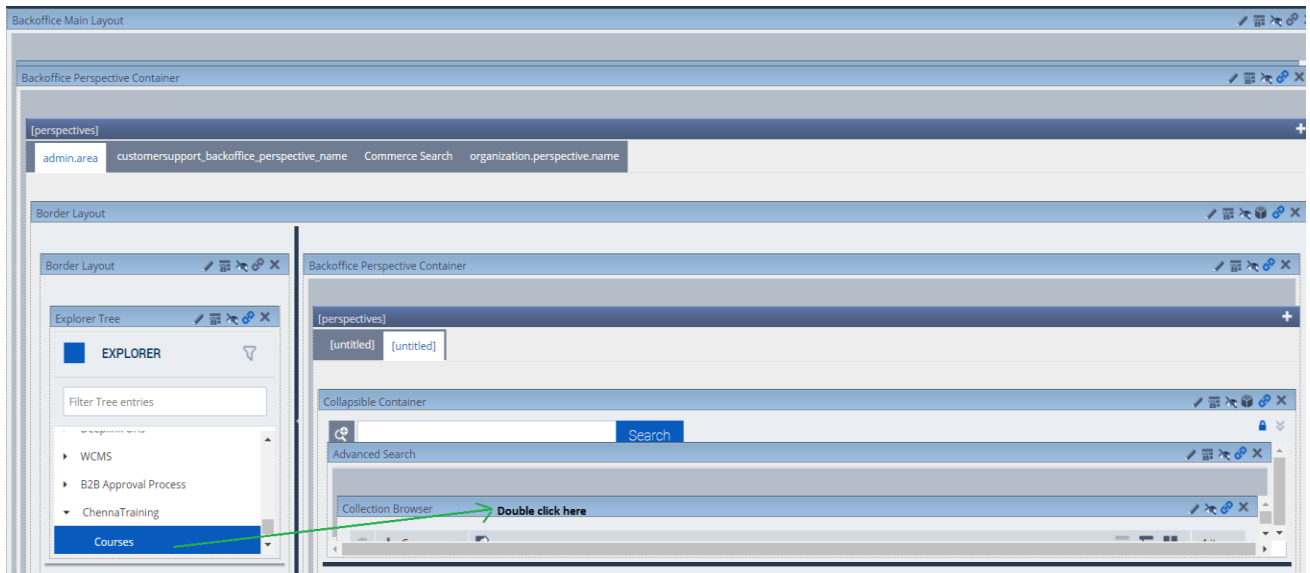 Backoffice Main Layout
Backoffice Perspective Container
[perspectives]
admin.area customersupport_backoffice_perspective_name Commerce Search organization.perspective.name
Border Layout
Border Layout
Explorer Tree
EXPLORER
Filter Tree entries
WCMS
B2B Approval Process
ChennaTraining
Courses
Backoffice Perspective Container
[perspectives]
[untitled] [untitled]
Collapsible Container
Search
Advanced Search
Collection Browser
Double click here